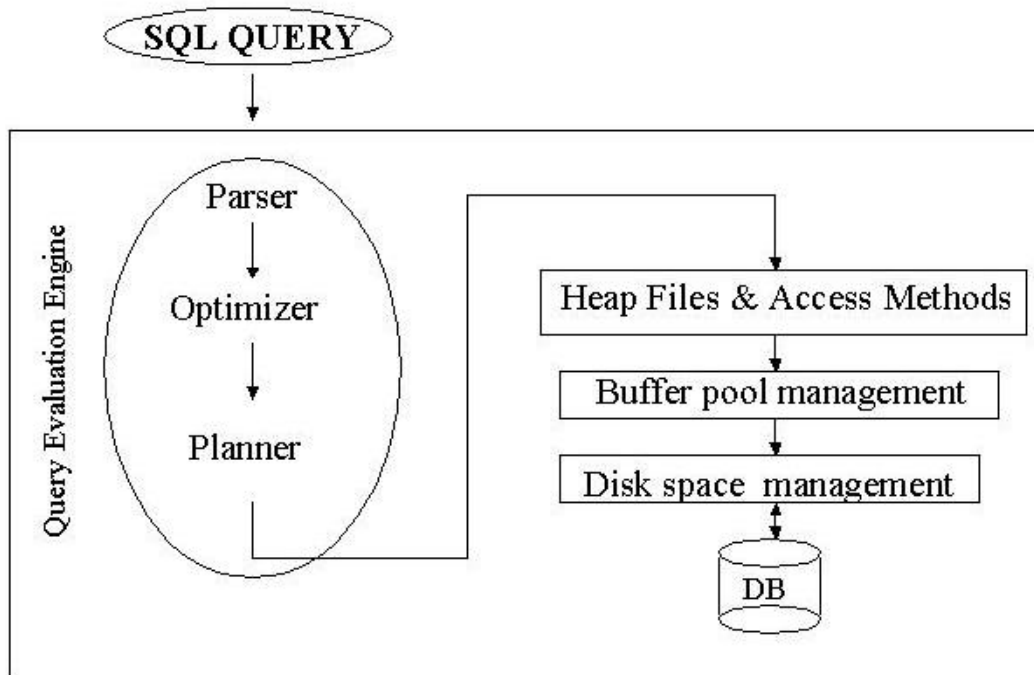 SQL QUERY
Query Evaluation Engine
Parser
Optimizer
Planner
Heap Files & Access Methods
Buffer pool management
Disk space management
DB